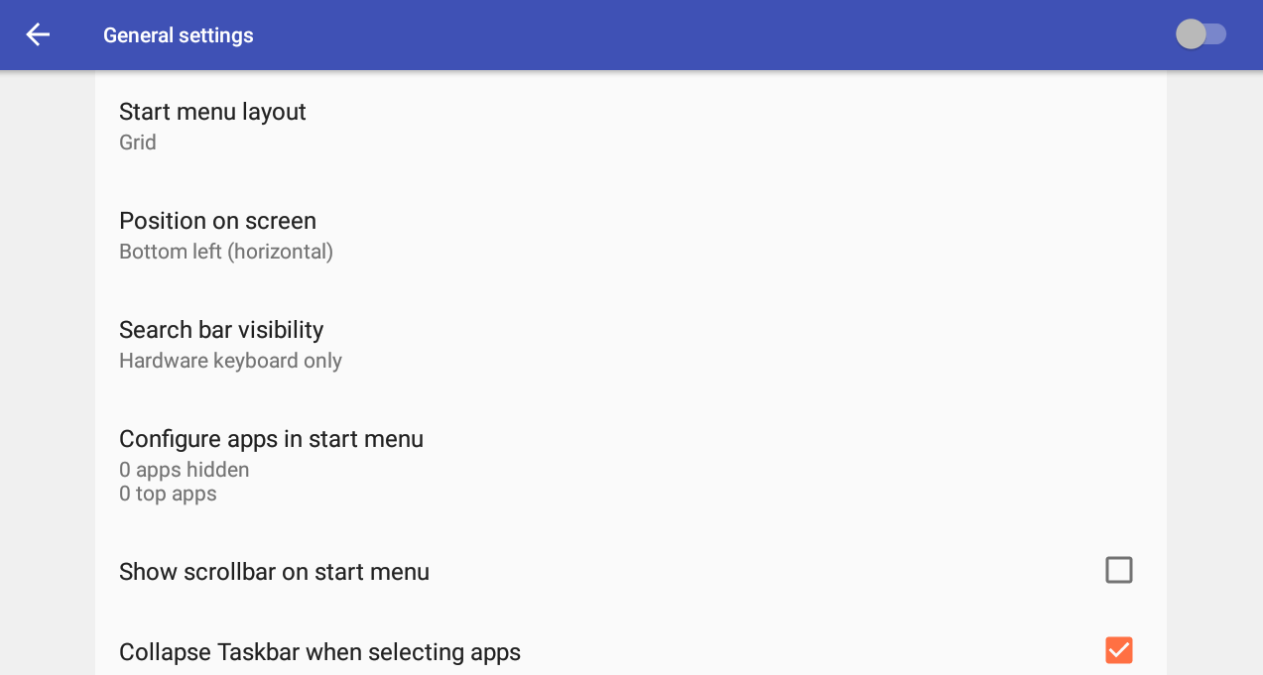 General settings
Start menu layout
Grid
Position on screen
Bottom left (horizontal)
Search bar visibility
Hardware keyboard only
Configure apps in start menu
0 apps hidden
0 top apps
Show scrollbar on start menu
Collapse Taskbar when selecting apps